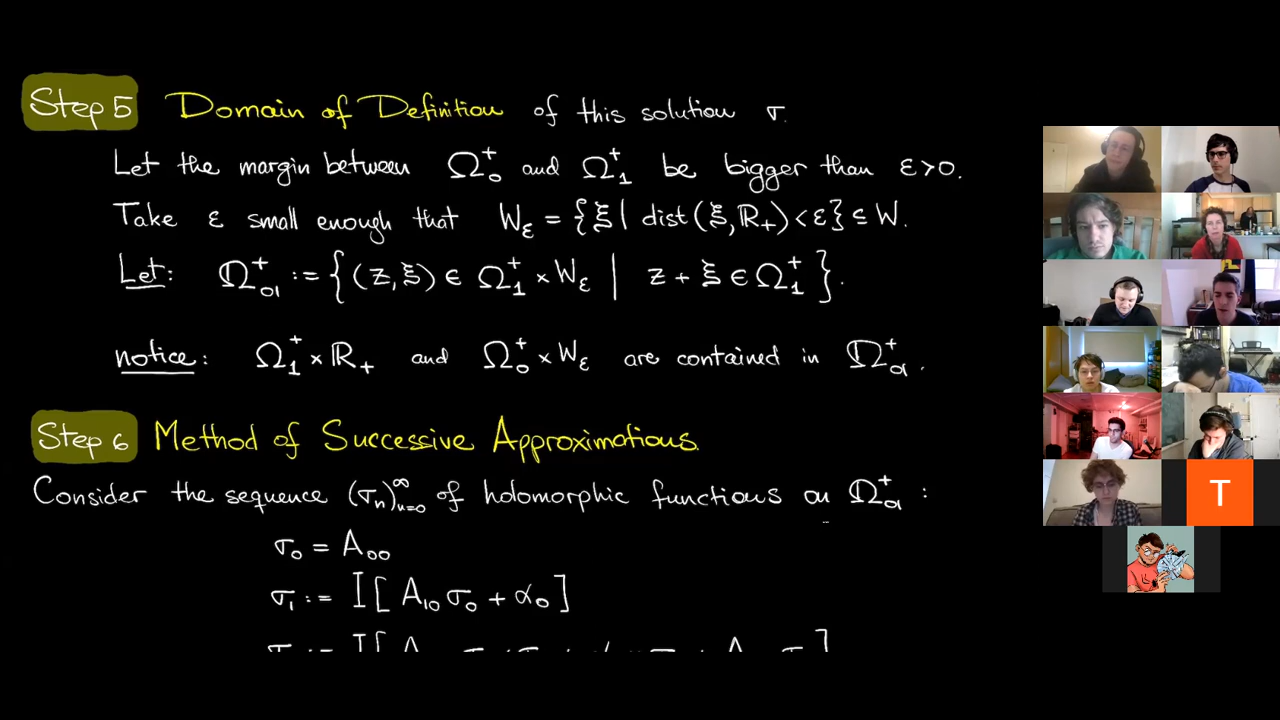 Step 5 Domain of Definition of this solution σ.
Let the margin between Ω₀⁺ and Ω₁⁺ be bigger than ε>0.
Take ε small enough that W_ε = {ξ | dist(ξ,ℝ₊)<ε} ⊆ W.
Let: Ω₀₁⁺ := {(z,ξ) ∈ Ω₁⁺ × W_ε | z + ξ ∈ Ω₁⁺}.
notice: Ω₁⁺ × ℝ₊ and Ω₀⁺ × W_ε are contained in Ω₀₁⁺.
Step 6 Method of Successive Approximations.
Consider the sequence (σₙ)ₙ₌₀^∞ of holomorphic functions on Ω₀₁⁺ :
σ₀ = A₀₀
σ₁ := I[A₁₀σ₀ + α₀]
T